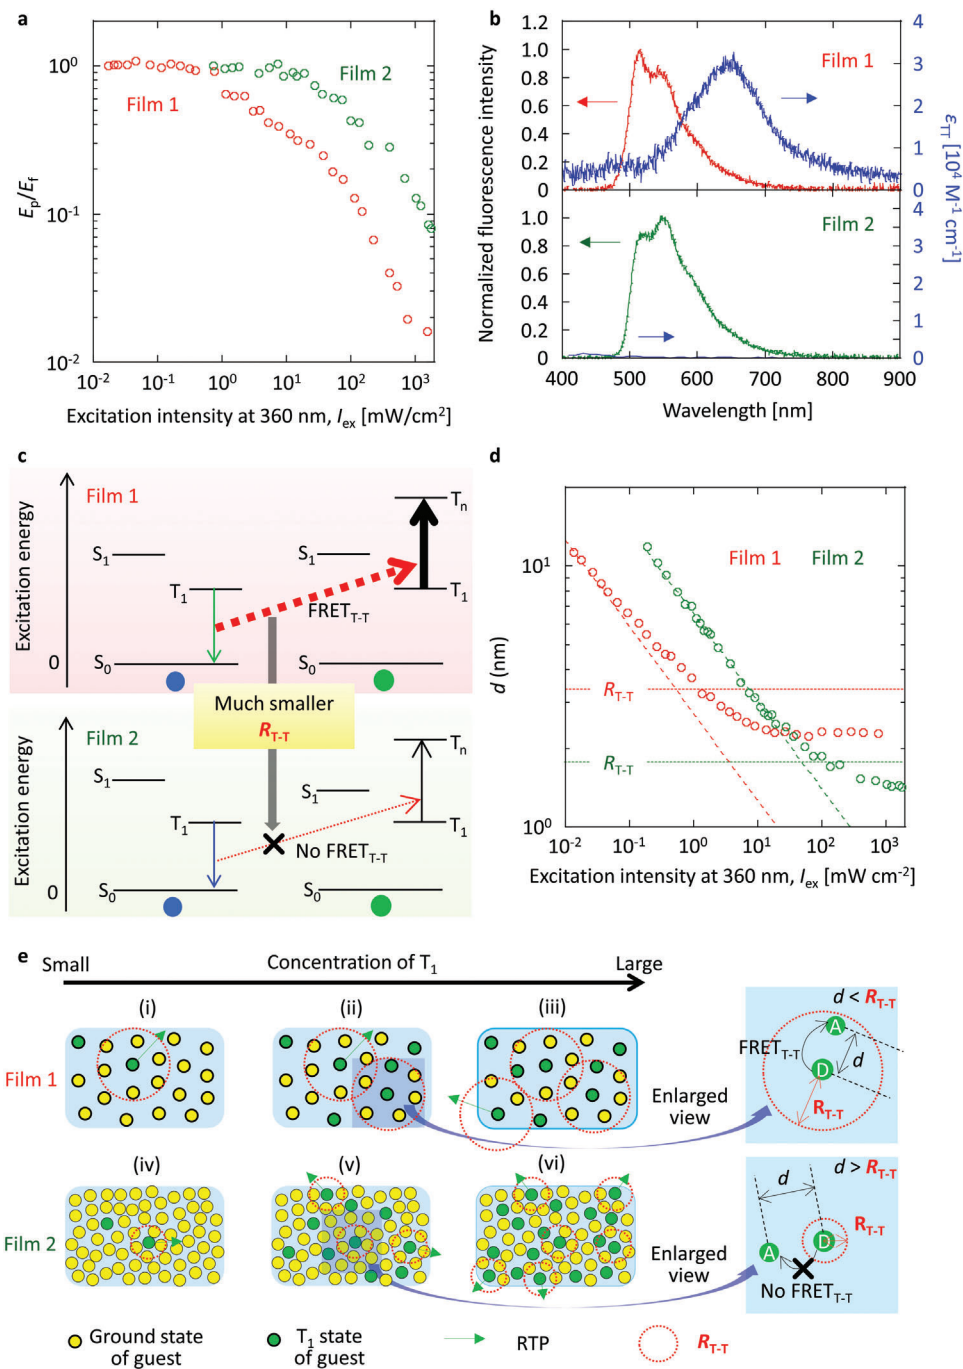 a
10⁰
10⁻¹
10⁻²
Eₚ/E_f
Film 2
Film 1
10⁻² 10⁻¹ 10⁰ 10¹ 10² 10³
Excitation intensity at 360 nm, I_ex [mW/cm²]
b
Normalized fluorescence intensity
1.2
1.0
0.8
0.6
0.4
0.2
0
Film 1
4
3
2
1
0
ε_TT [10⁴ M⁻¹ cm⁻¹]
1.0
0.8
0.6
0.4
0.2
0
Film 2
4
3
2
1
0
400 500 600 700 800 900
Wavelength [nm]
c
Excitation energy
Film 1
Tₙ
S₁
S₁
T₁
T₁
FRET_T-T
0
S₀
S₀
Much smaller
R_T-T
Excitation energy
Film 2
Tₙ
S₁
S₁
T₁
T₁
No FRET_T-T
0
S₀
S₀
d
d (nm)
10¹
10⁰
Film 1 Film 2
R_T-T
R_T-T
10⁻² 10⁻¹ 10⁰ 10¹ 10² 10³
Excitation intensity at 360 nm, I_ex [mW cm⁻²]
e
Small Concentration of T₁ Large
(i) (ii) (iii)
Film 1
Enlarged
view
d < R_T-T
A
FRET_T-T
d
D
R_T-T
(iv) (v) (vi)
Film 2
Enlarged
view
d > R_T-T
d
R_T-T
A
D
No FRET_T-T
Ground state
of guest
T₁ state
of guest
RTP
R_T-T